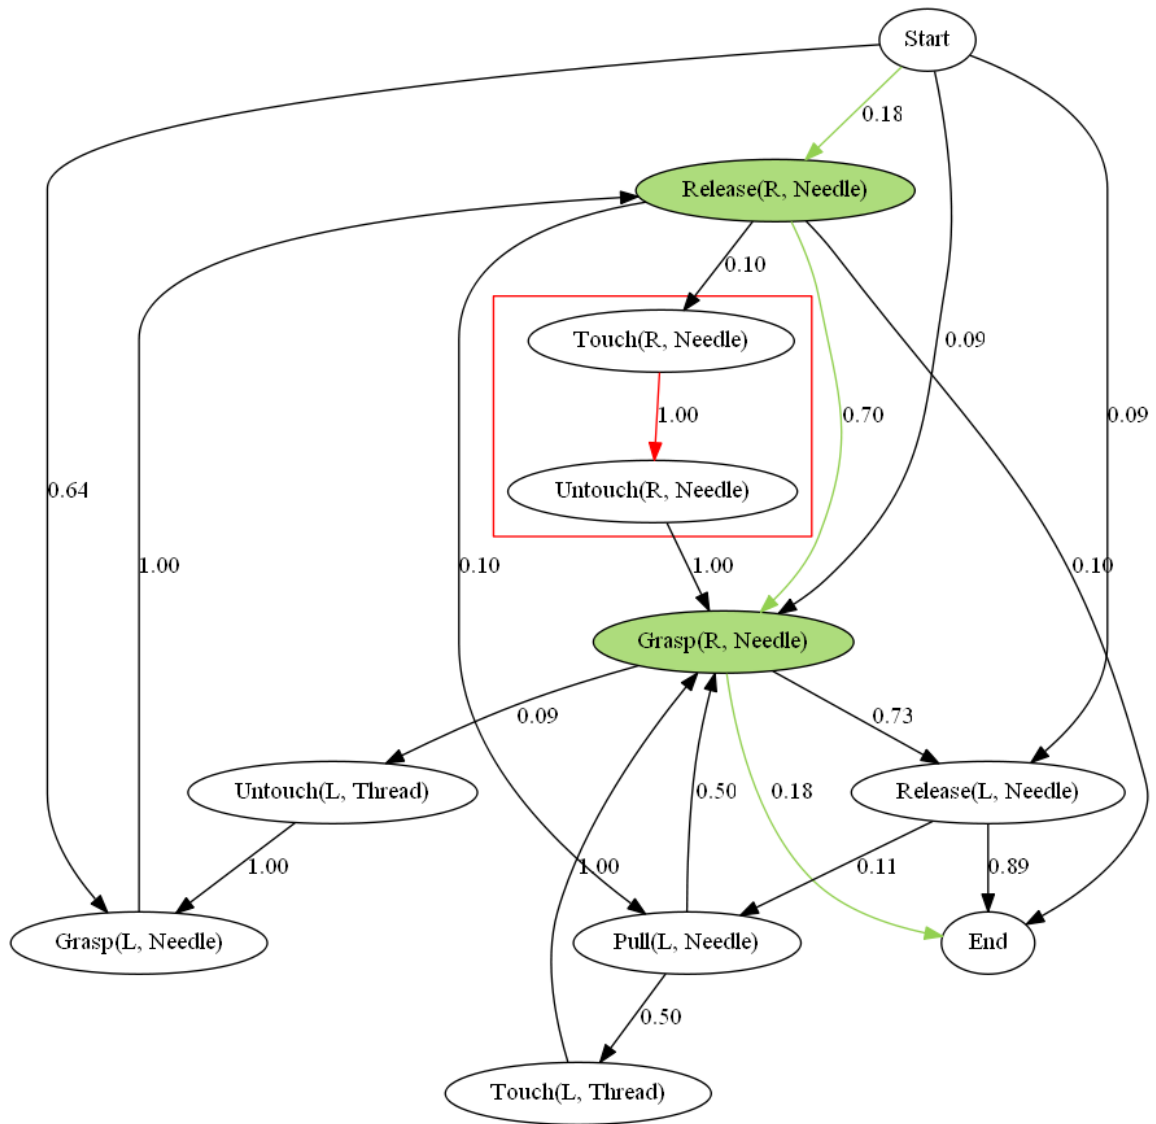 Start
0.18
Release(R, Needle)
0.10
Touch(R, Needle)
0.09
1.00
0.70
0.09
0.64
Untouch(R, Needle)
1.00
0.10
1.00
0.10
Grasp(R, Needle)
0.09
0.73
Untouch(L, Thread)
0.50
0.18
Release(L, Needle)
1.00
1.00
0.11
0.89
Grasp(L, Needle)
Pull(L, Needle)
End
0.50
Touch(L, Thread)